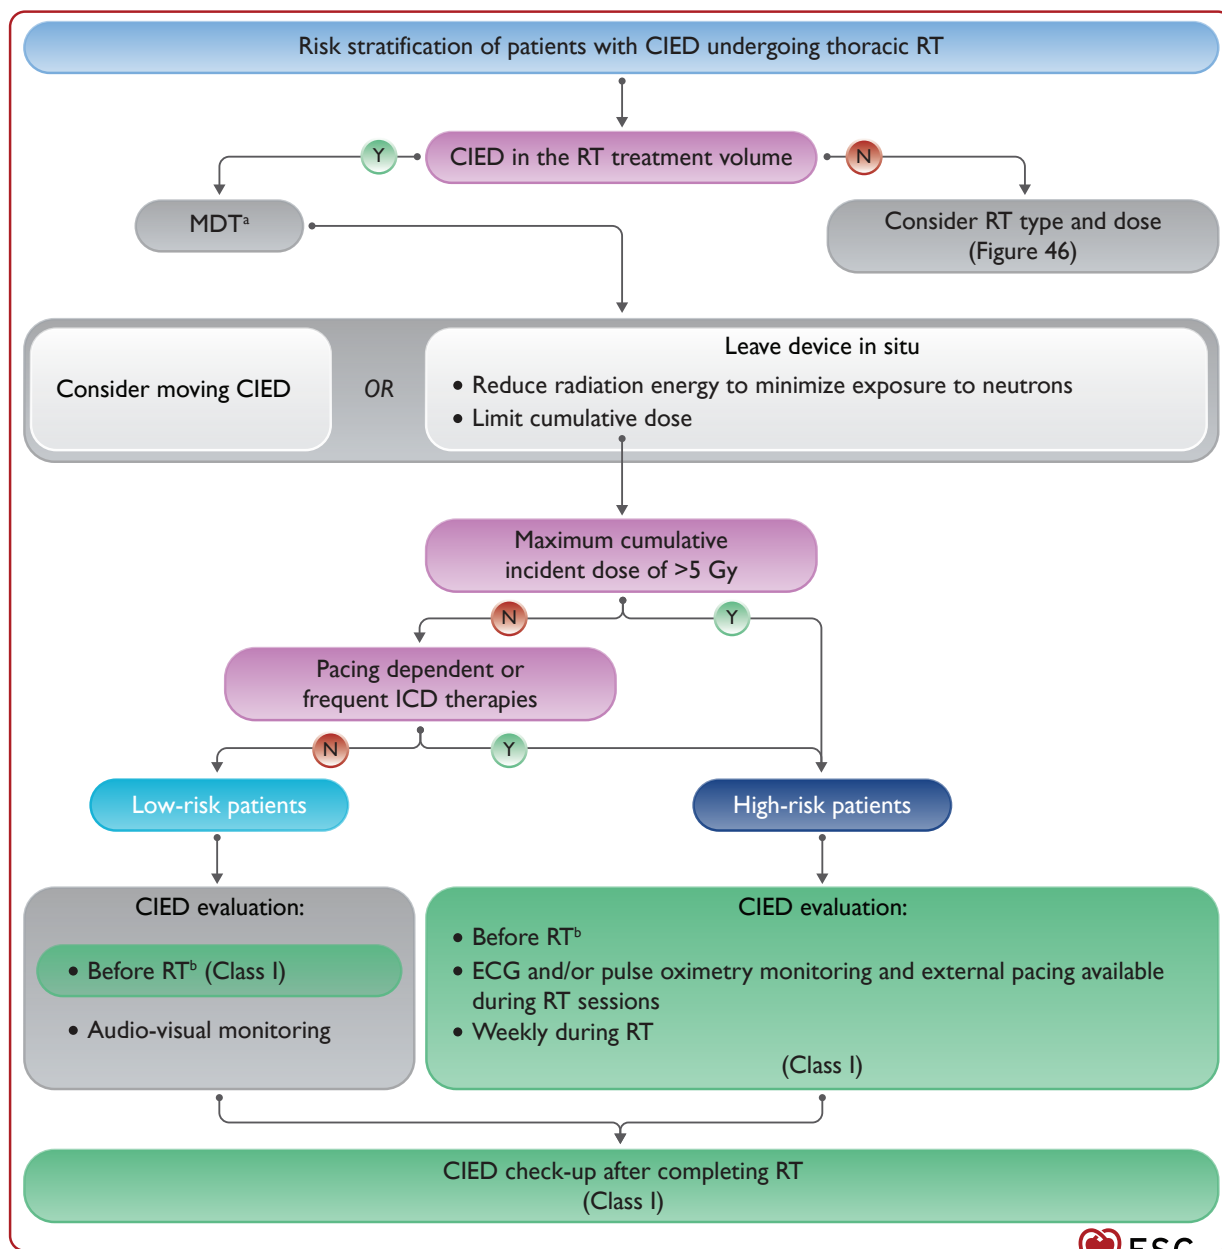 Risk stratification of patients with CIED undergoing thoracic RT
CIED in the RT treatment volume
Y
N
MDTᵃ
Consider RT type and dose
(Figure 46)
Consider moving CIED
OR
Leave device in situ
• Reduce radiation energy to minimize exposure to neutrons
• Limit cumulative dose
Maximum cumulative
incident dose of >5 Gy
N
Y
Pacing dependent or
frequent ICD therapies
N
Y
Low-risk patients
High-risk patients
CIED evaluation:
• Before RTᵇ (Class I)
• Audio-visual monitoring
CIED evaluation:
• Before RTᵇ
• ECG and/or pulse oximetry monitoring and external pacing available
during RT sessions
• Weekly during RT
(Class I)
CIED check-up after completing RT
(Class I)
ESC